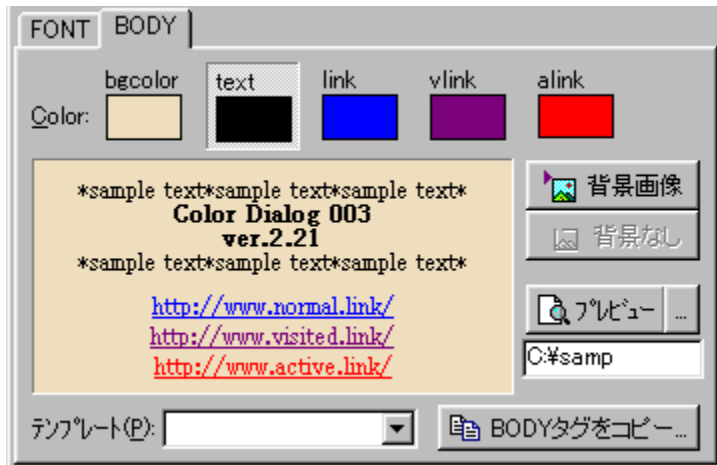 FONT BODY
bgcolor text link vlink alink
Color:
*sample text*sample text*sample text*
Color Dialog 003
ver.2.21
*sample text*sample text*sample text*
http://www.normal.link/
http://www.visited.link/
http://www.active.link/
背景画像
背景なし
プレビュー ...
C:¥samp
テンプレート(P):
BODYタグをコピー...